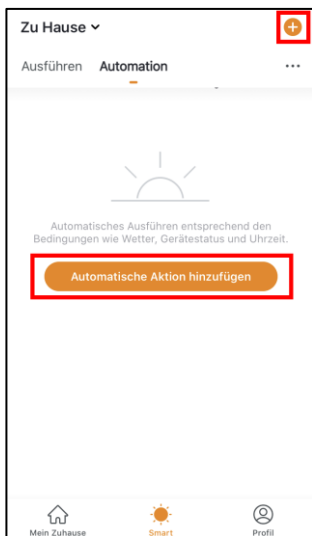 Zu Hause
Ausführen Automation ...
Automatisches Ausführen entsprechend den
Bedingungen wie Wetter, Gerätestatus und Uhrzeit.
Automatische Aktion hinzufügen
Mein Zuhause Smart Profil